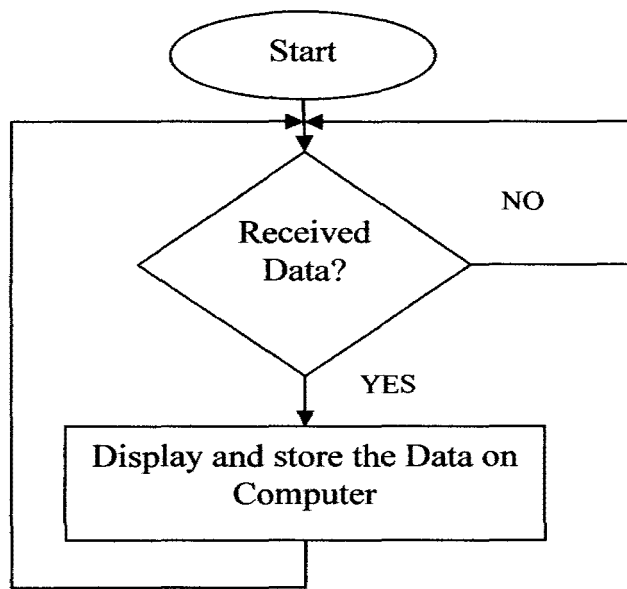 Start
NO
Received
Data?
YES
Display and store the Data on
Computer